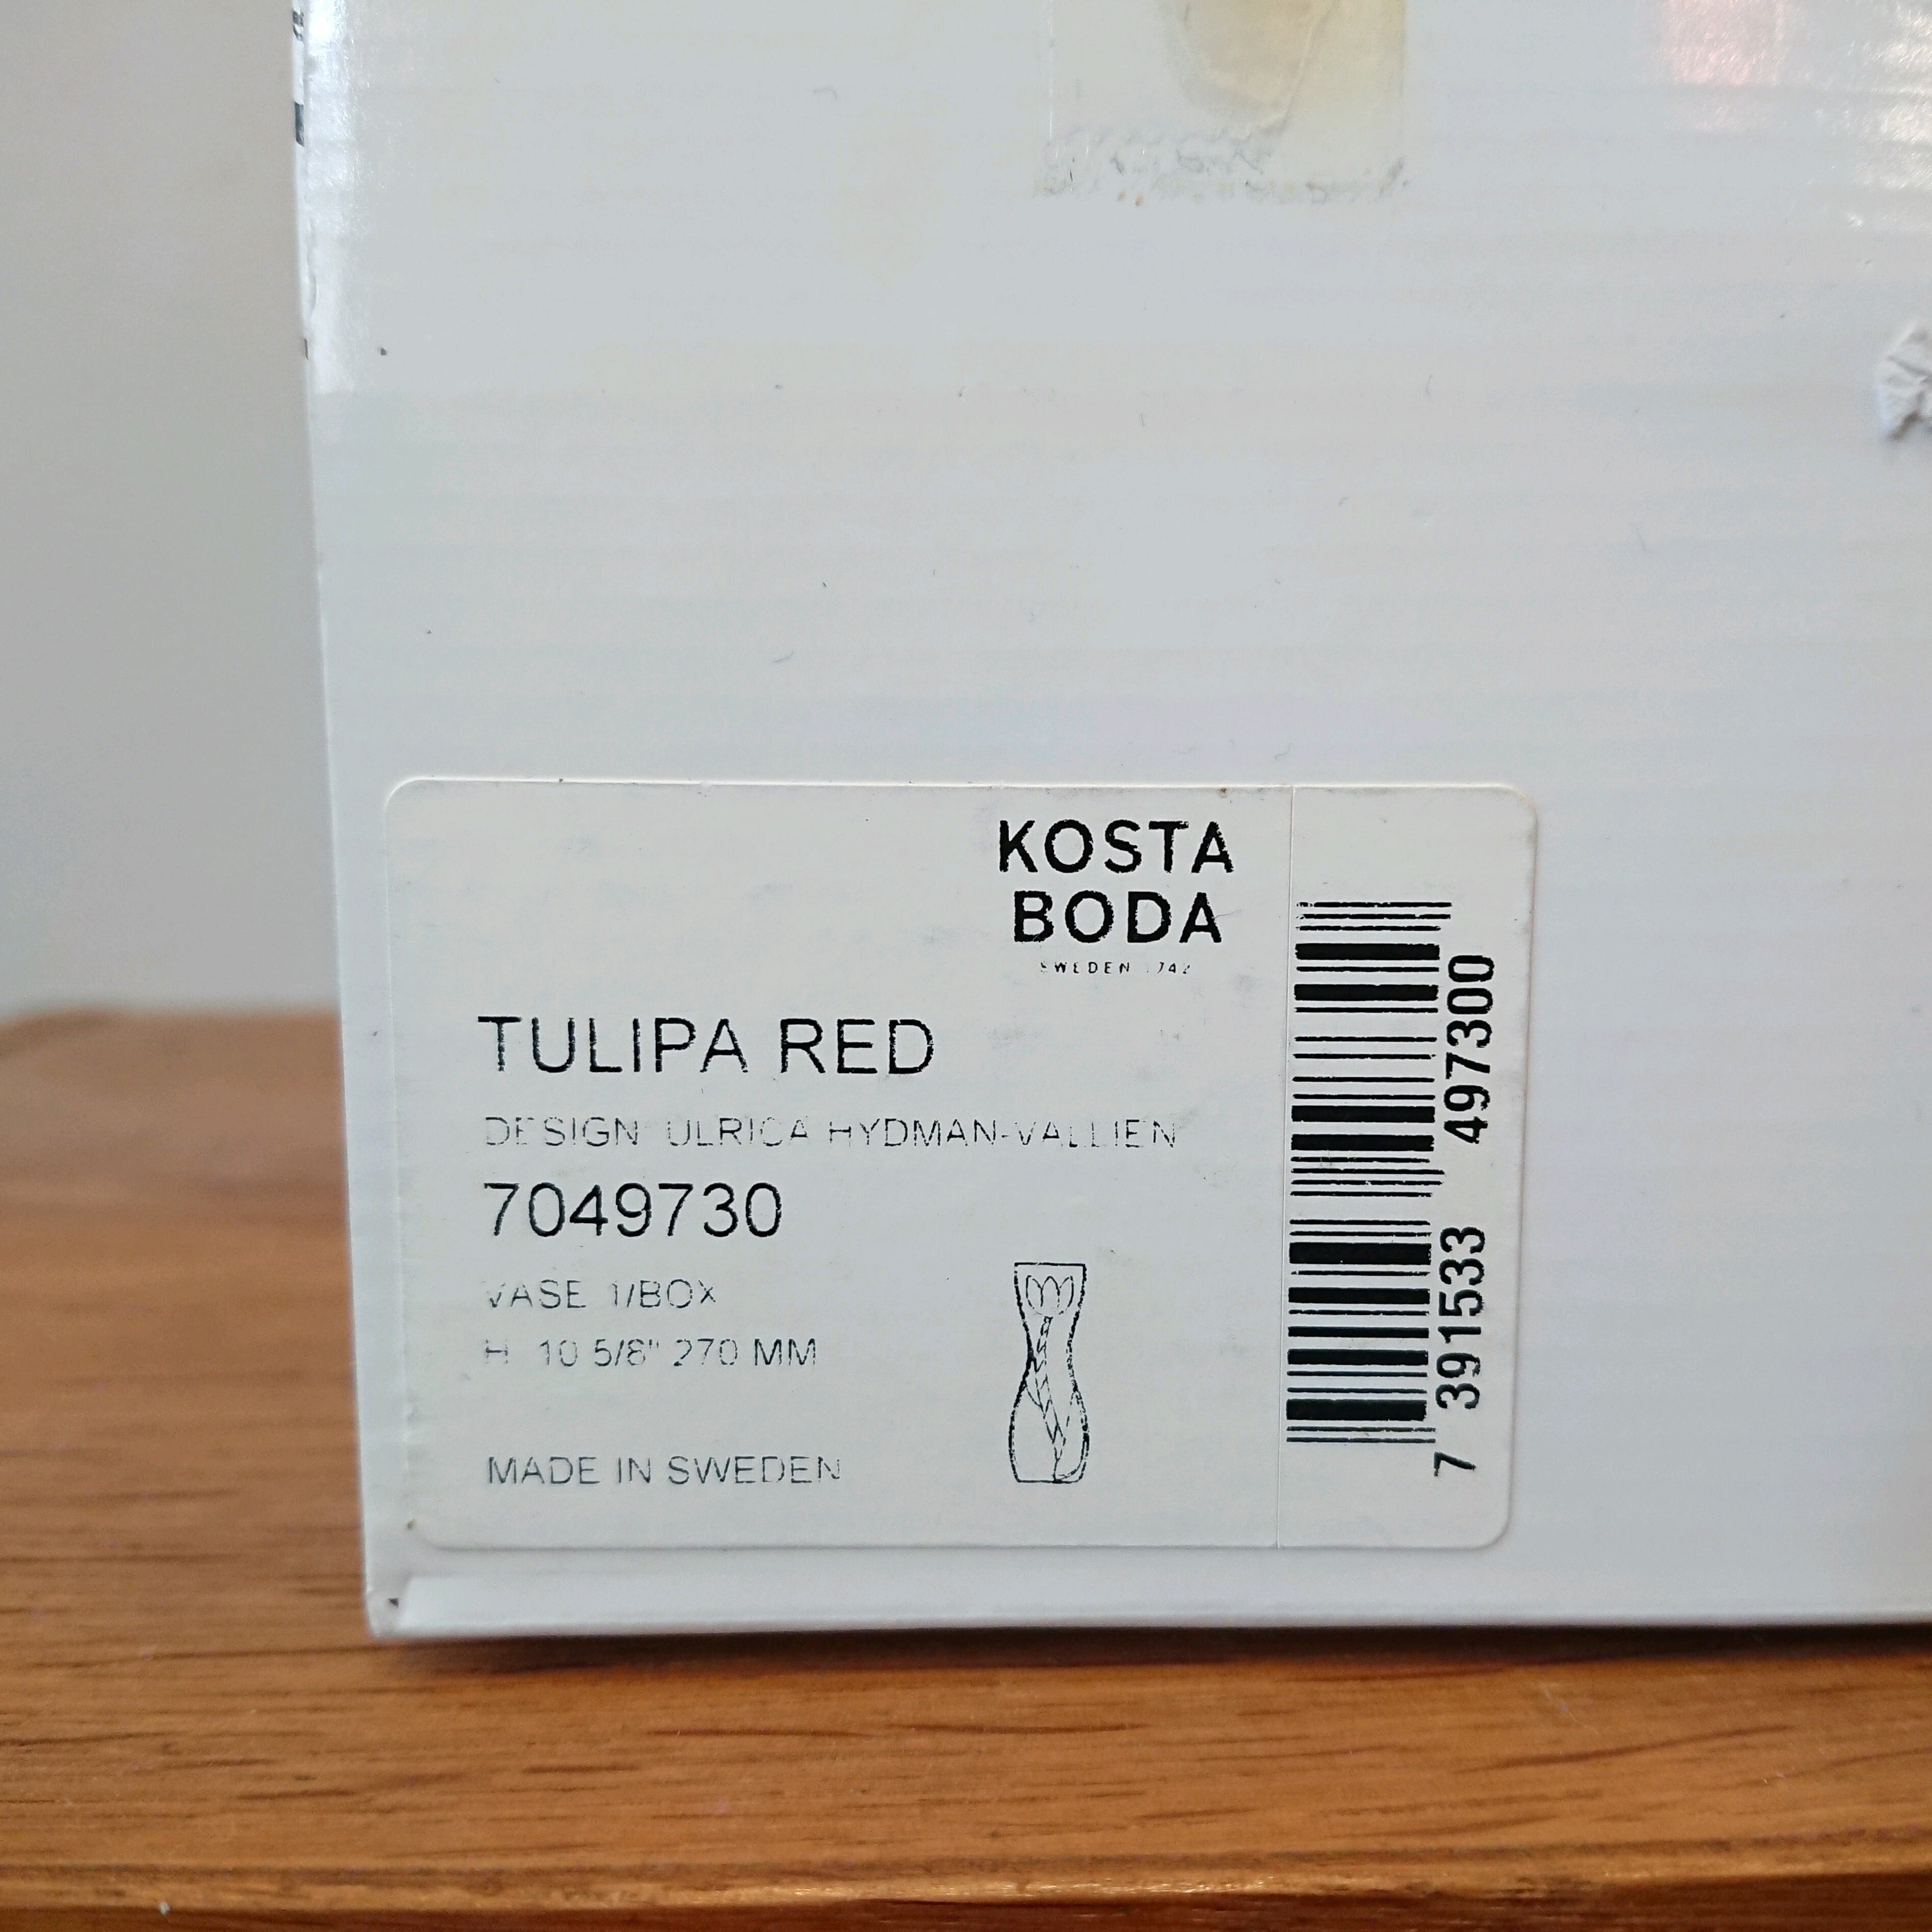 KOSTA
BODA
SWEDEN 1742
TULIPA RED
DESIGN: ULRICA HYDMAN-VALLIEN
7049730
VASE 1/BOX
H: 10 5/8" 270 MM
MADE IN SWEDEN
7 391533 497300